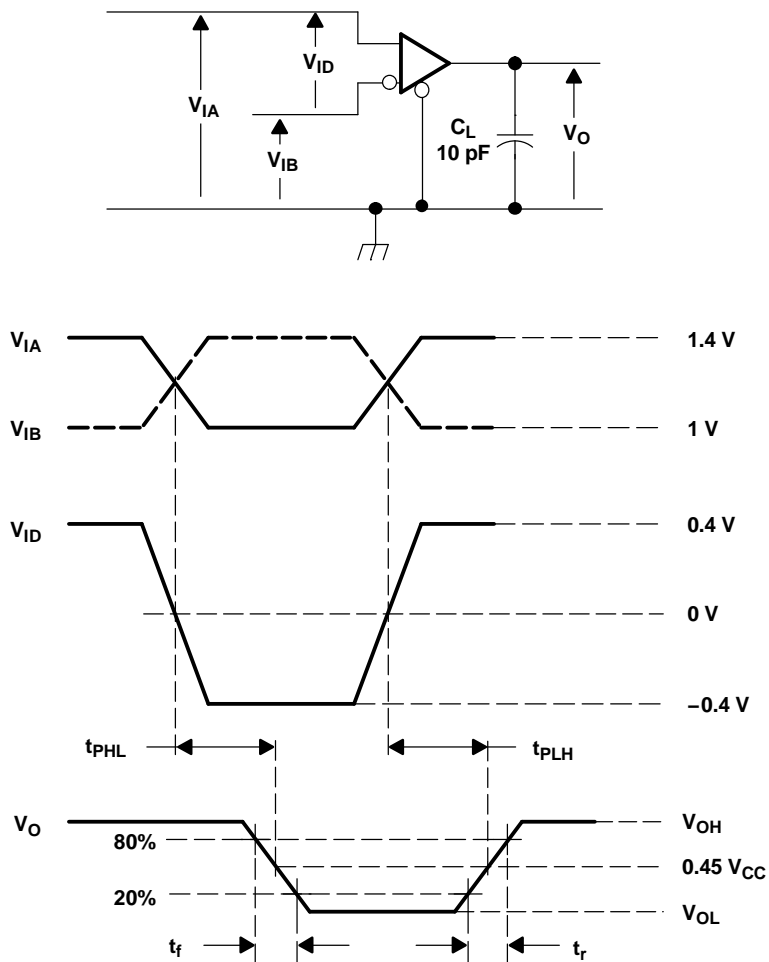 V_ID
V_IA
V_IB
C_L
10 pF
V_O
V_IA
1.4 V
V_IB
1 V
V_ID
0.4 V
0 V
−0.4 V
t_PHL
t_PLH
V_O
V_OH
80%
0.45 V_CC
20%
V_OL
t_f
t_r